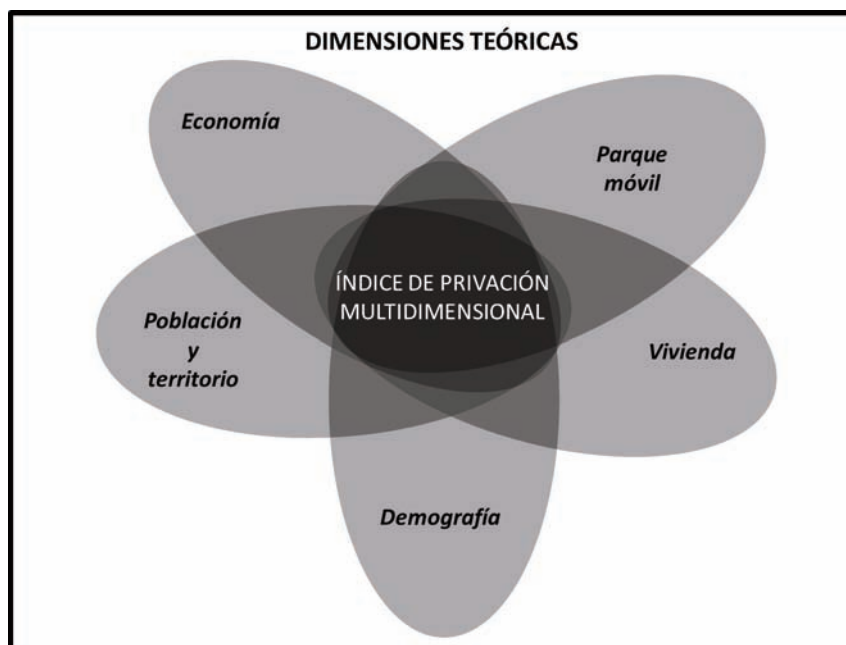 DIMENSIONES TEÓRICAS
Economía
Parque
móvil
ÍNDICE DE PRIVACIÓN
MULTIDIMENSIONAL
Población
y
territorio
Vivienda
Demografía